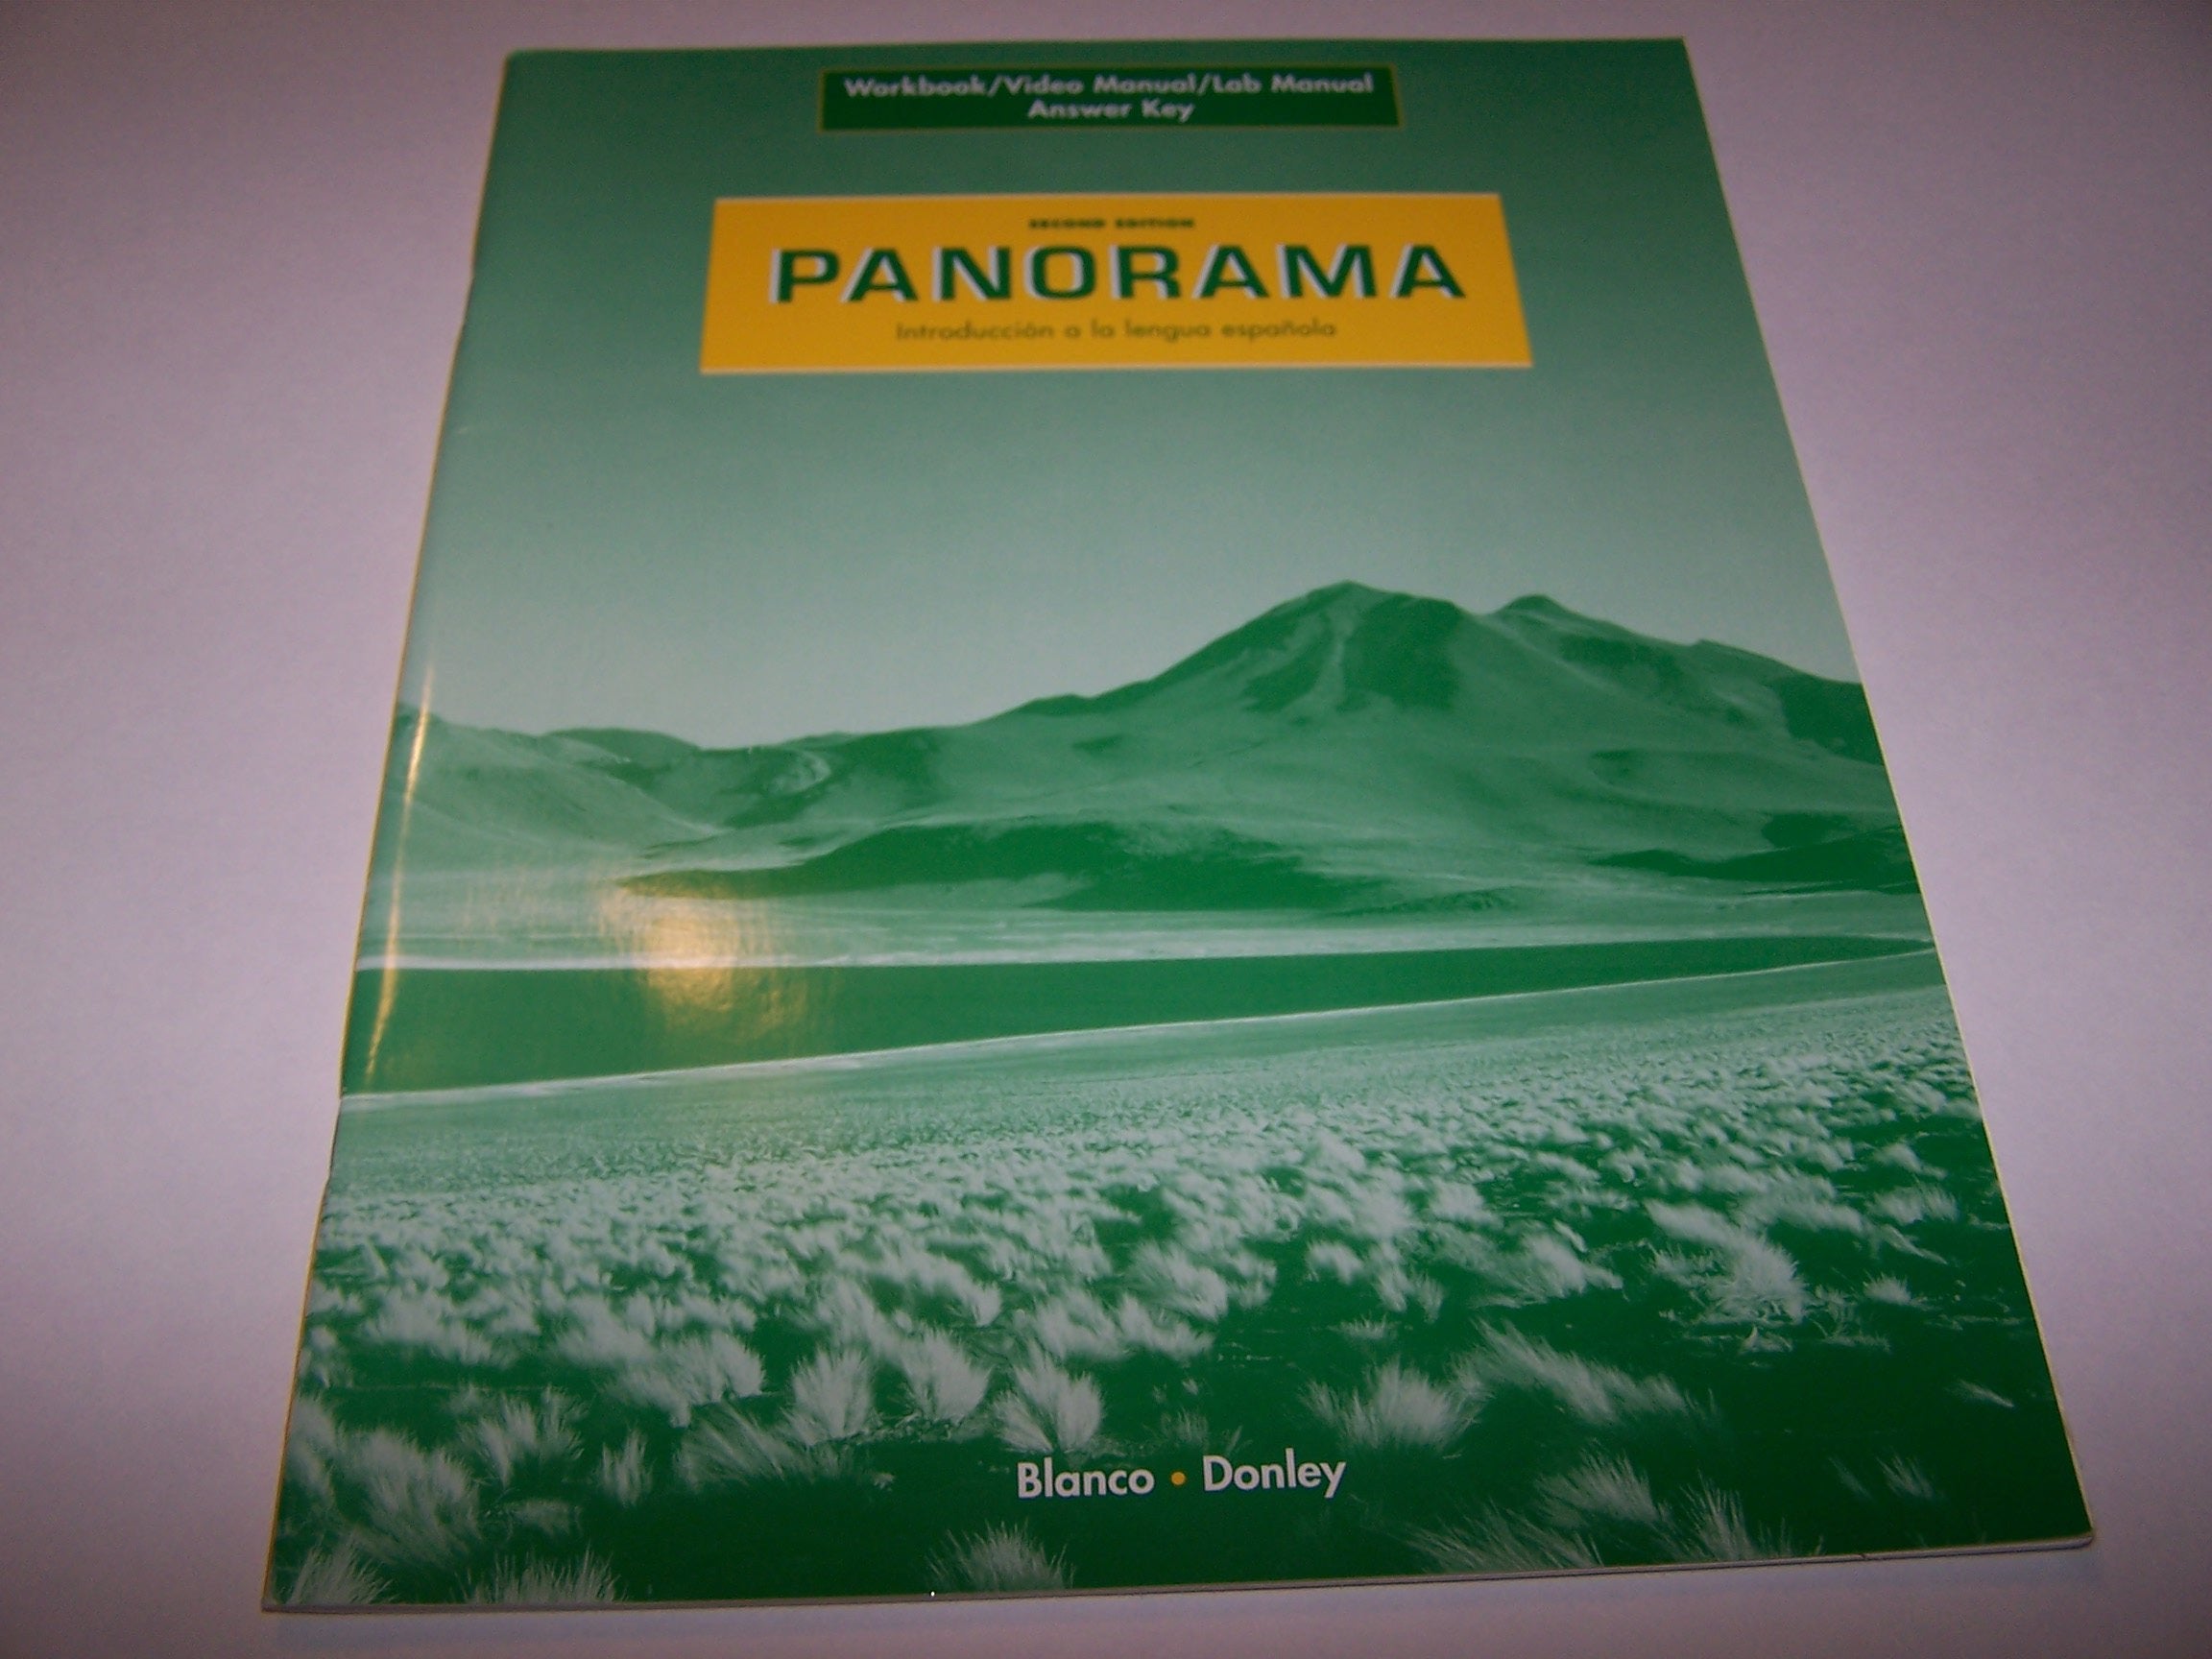 Workbook/Video Manual/Lab Manual
Answer Key
SECOND EDITION
PANORAMA
Introducción a la lengua española
Blanco • Donley